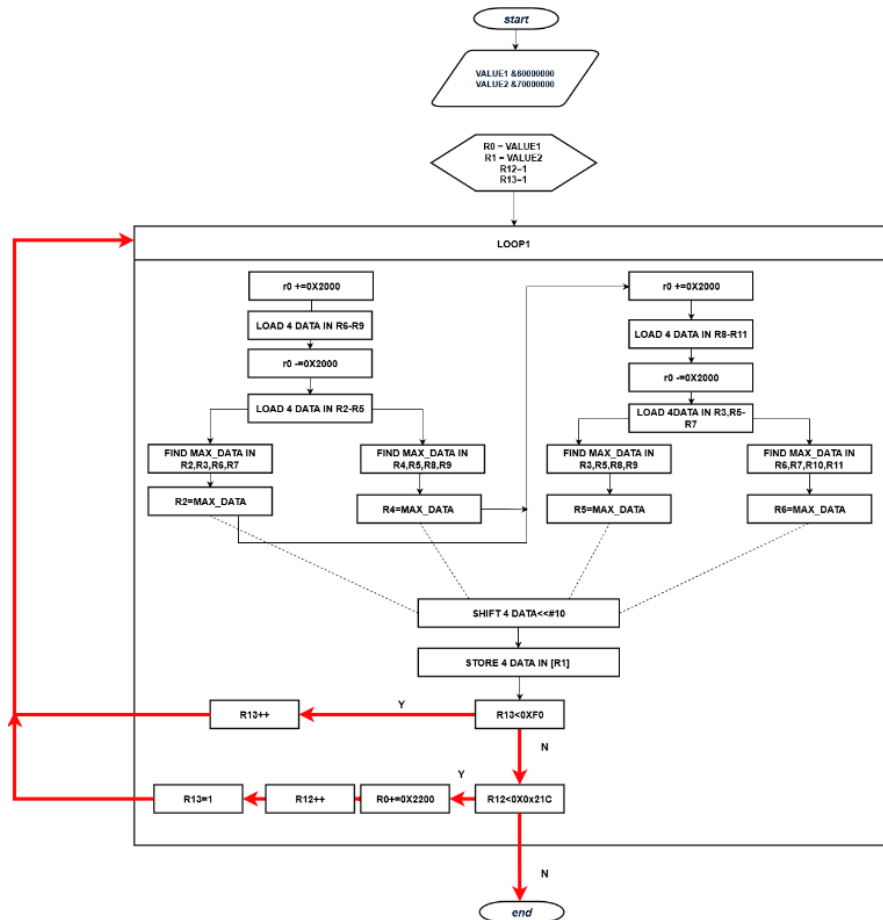 start
VALUE1 &60000000
VALUE2 &70000000
R0 = VALUE1
R1 = VALUE2
R12=1
R13=1
LOOP1
r0 +=0X2000
LOAD 4 DATA IN R6-R9
r0 -=0X2000
LOAD 4 DATA IN R2-R5
FIND MAX_DATA IN
R2,R3,R6,R7
R2=MAX_DATA
FIND MAX_DATA IN
R4,R5,R8,R9
R4=MAX_DATA
r0 +=0X2000
LOAD 4 DATA IN R8-R11
r0 -=0X2000
LOAD 4DATA IN R3,R5-
R7
FIND MAX_DATA IN
R3,R5,R8,R9
R5=MAX_DATA
FIND MAX_DATA IN
R6,R7,R10,R11
R6=MAX_DATA
SHIFT 4 DATA<<#10
STORE 4 DATA IN [R1]
R13<0XF0
Y
R13++
N
R12<0X0x21C
Y
R0+=0X2200
R12++
R13=1
N
end